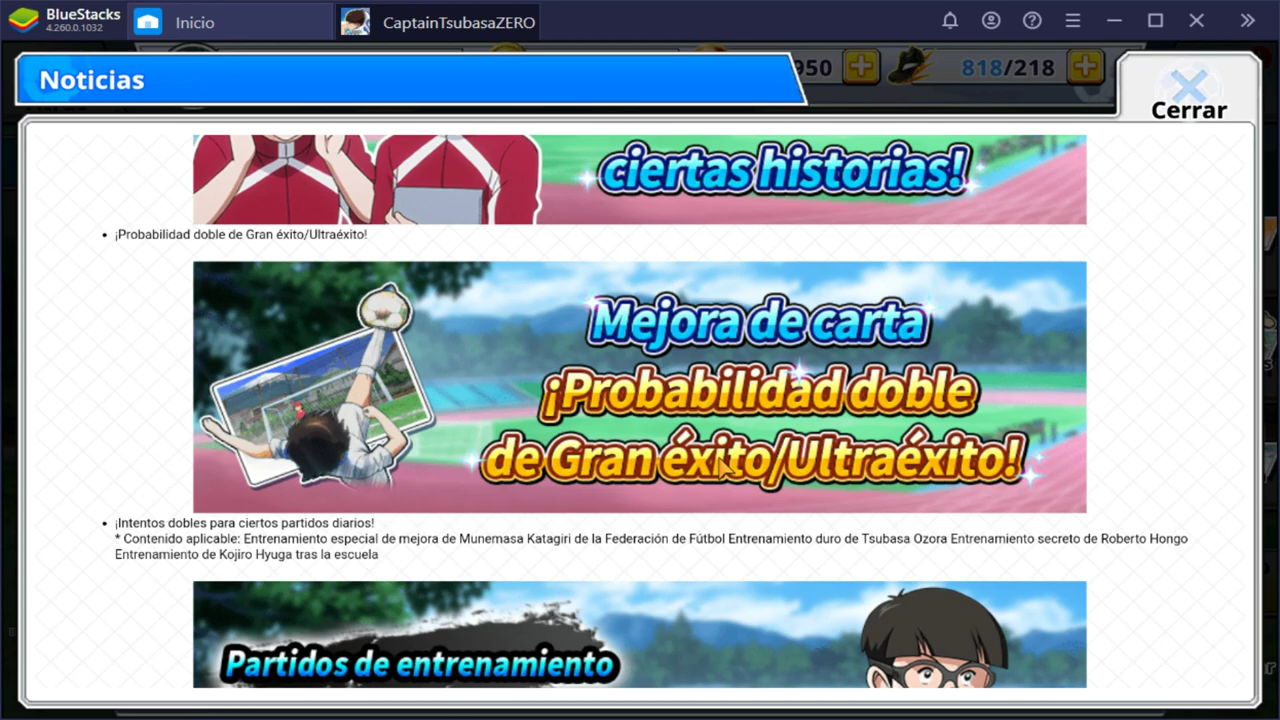 BlueStacks
4.260.0.1032
Inicio
CaptainTsubasaZERO
Noticias
950
818/218
Cerrar
ciertas historias!
• ¡Probabilidad doble de Gran éxito/Ultraéxito!
Mejora de carta
¡Probabilidad doble
de Gran éxito/Ultraéxito!
• ¡Intentos dobles para ciertos partidos diarios!
* Contenido aplicable: Entrenamiento especial de mejora de Munemasa Katagiri de la Federación de Fútbol Entrenamiento duro de Tsubasa Ozora Entrenamiento secreto de Roberto Hongo
Entrenamiento de Kojiro Hyuga tras la escuela
Partidos de entrenamiento